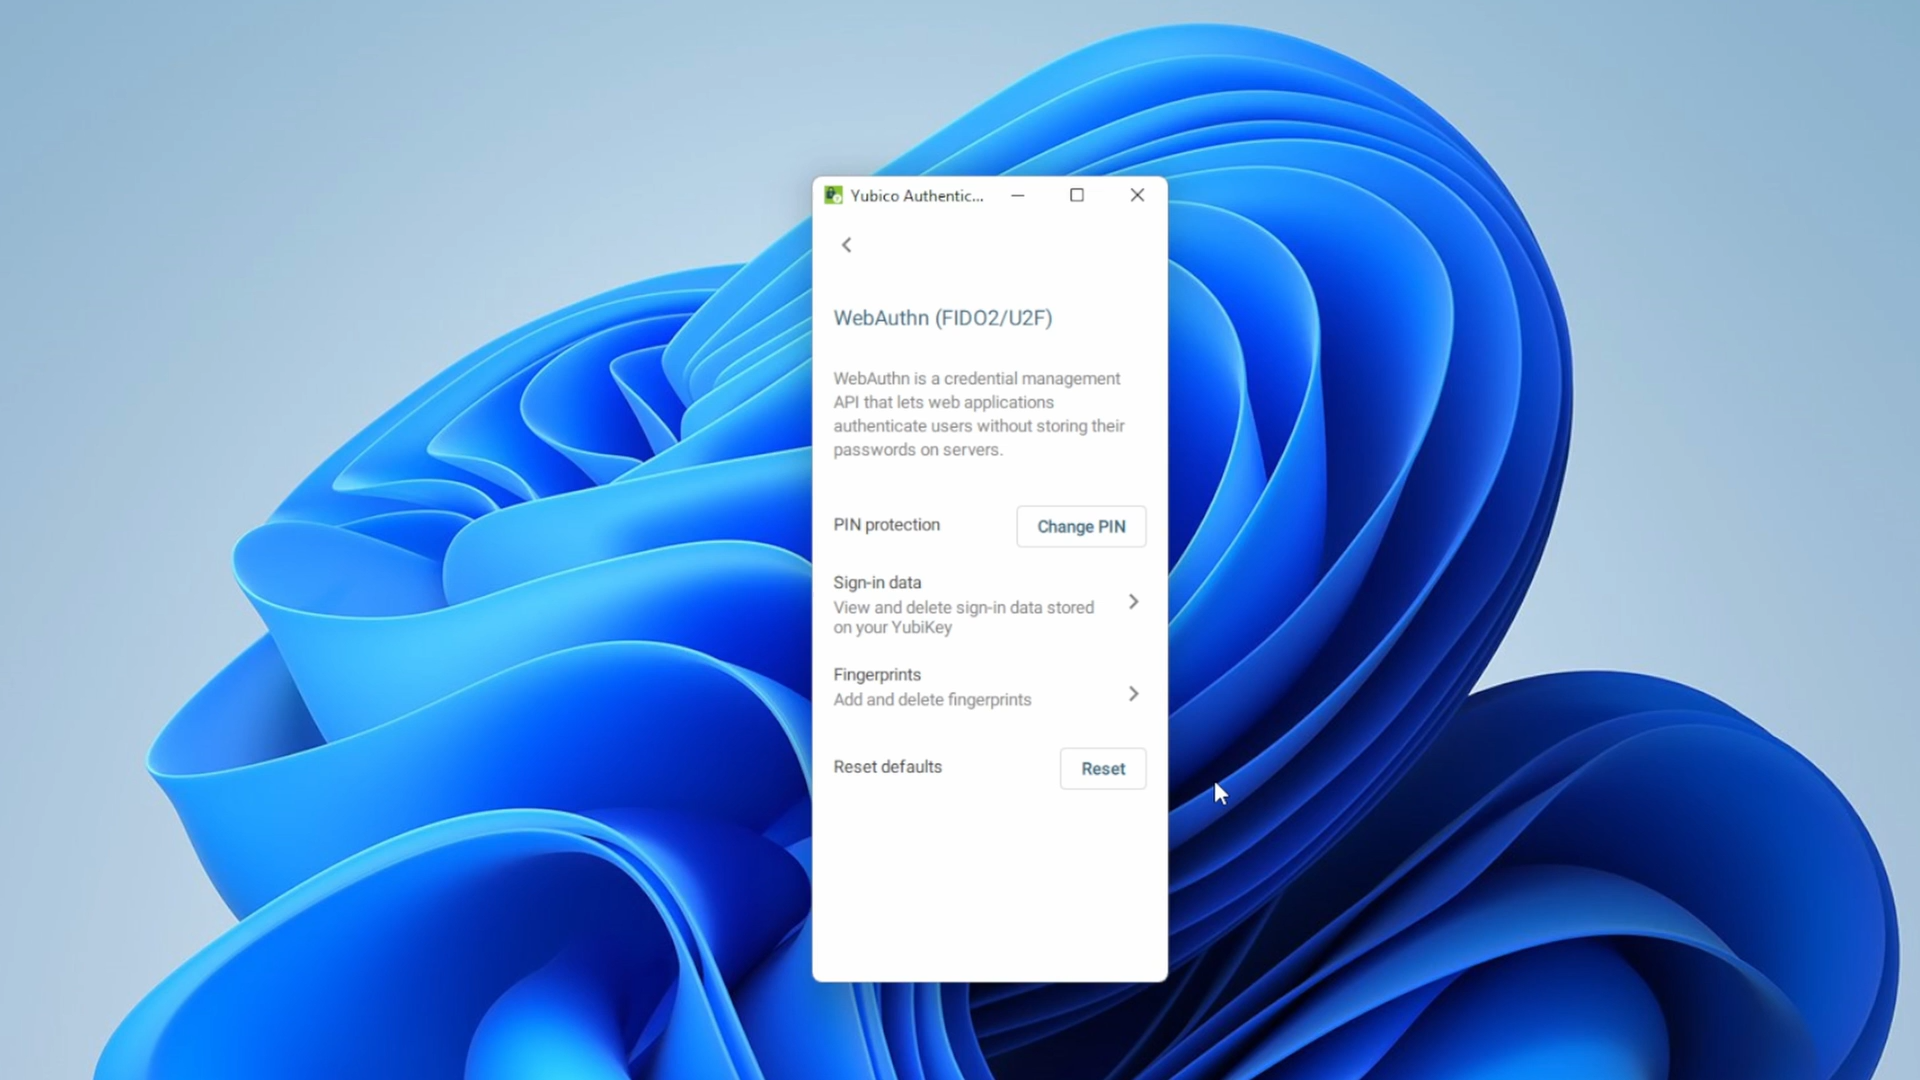 Yubico Authentic...
WebAuthn (FIDO2/U2F)
WebAuthn is a credential management
API that lets web applications
authenticate users without storing their
passwords on servers.
PIN protection
Change PIN
Sign-in data
View and delete sign-in data stored
on your YubiKey
Fingerprints
Add and delete fingerprints
Reset defaults
Reset